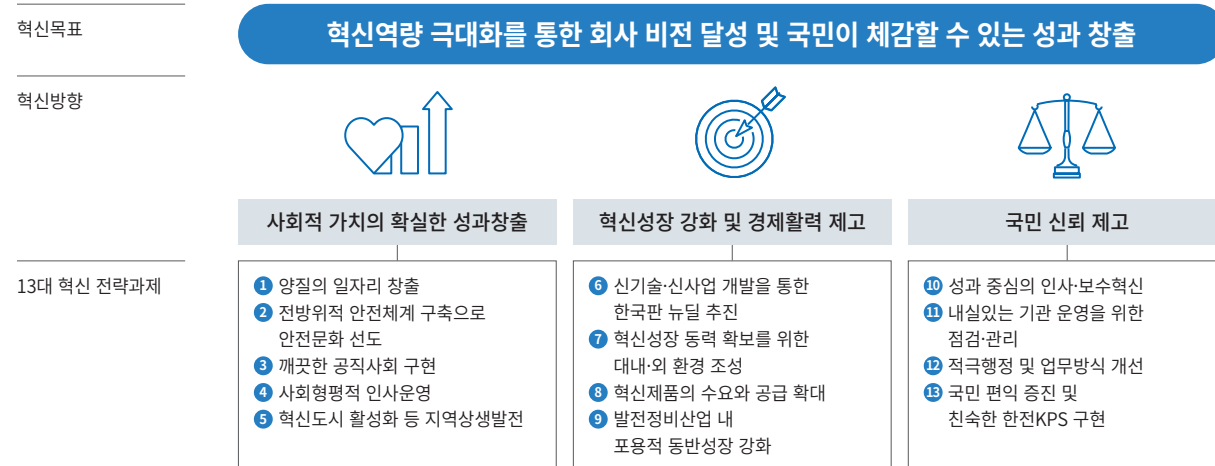 혁신목표
혁신역량 극대화를 통한 회사 비전 달성 및 국민이 체감할 수 있는 성과 창출
혁신방향
사회적 가치의 확실한 성과창출
혁신성장 강화 및 경제활력 제고
국민 신뢰 제고
13대 혁신 전략과제
1 양질의 일자리 창출
2 전방위적 안전체계 구축으로
안전문화 선도
3 깨끗한 공직사회 구현
4 사회형평적 인사운영
5 혁신도시 활성화 등 지역상생발전
6 신기술·신사업 개발을 통한
한국판 뉴딜 추진
7 혁신성장 동력 확보를 위한
대내·외 환경 조성
8 혁신제품의 수요와 공급 확대
9 발전정비산업 내
포용적 동반성장 강화
10 성과 중심의 인사·보수혁신
11 내실있는 기관 운영을 위한
점검·관리
12 적극행정 및 업무방식 개선
13 국민 편익 증진 및
친숙한 한전KPS 구현